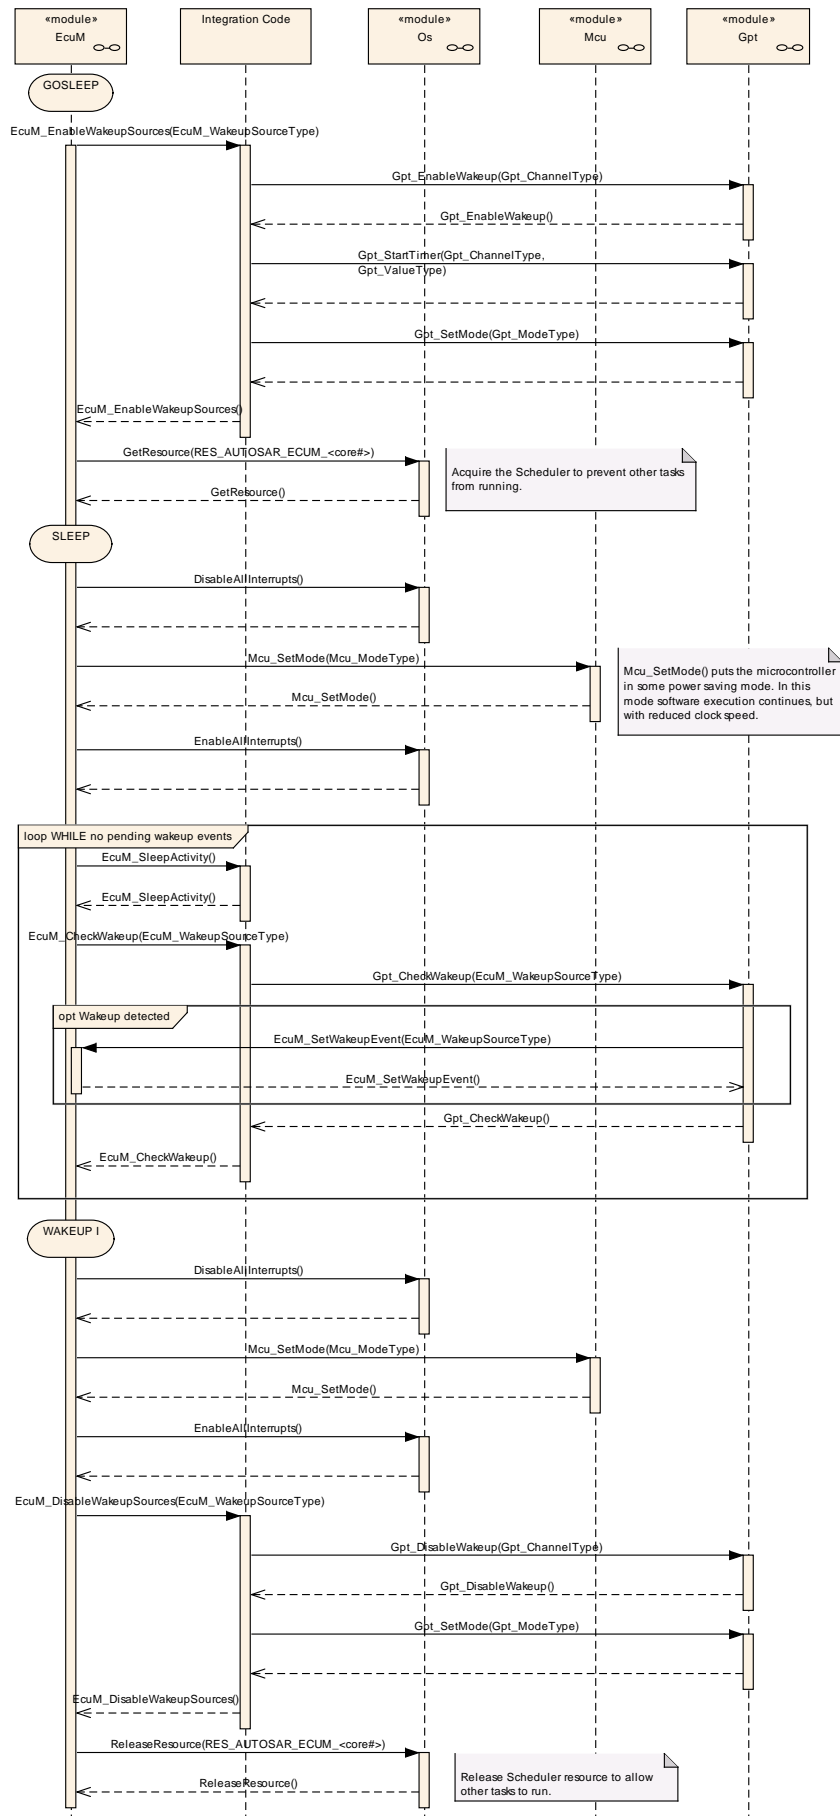 «module»
EcuM
Integration Code
«module»
Os
«module»
Mcu
«module»
Gpt
GOSLEEP
EcuM_EnableWakeupSources(EcuM_WakeupSourceType)
Gpt_EnableWakeup(Gpt_ChannelType)
Gpt_EnableWakeup()
Gpt_StartTimer(Gpt_ChannelType,
Gpt_ValueType)
Gpt_SetMode(Gpt_ModeType)
EcuM_EnableWakeupSources()
GetResource(RES_AUTOSAR_ECUM_<core#>)
Acquire the Scheduler to prevent other tasks
from running.
GetResource()
SLEEP
DisableAllInterrupts()
Mcu_SetMode(Mcu_ModeType)
Mcu_SetMode() puts the microcontroller
in some power saving mode. In this
mode software execution continues, but
with reduced clock speed.
Mcu_SetMode()
EnableAllInterrupts()
loop WHILE no pending wakeup events
EcuM_SleepActivity()
EcuM_SleepActivity()
EcuM_CheckWakeup(EcuM_WakeupSourceType)
Gpt_CheckWakeup(EcuM_WakeupSourceType)
opt Wakeup detected
EcuM_SetWakeupEvent(EcuM_WakeupSourceType)
EcuM_SetWakeupEvent()
Gpt_CheckWakeup()
EcuM_CheckWakeup()
WAKEUP I
DisableAllInterrupts()
Mcu_SetMode(Mcu_ModeType)
Mcu_SetMode()
EnableAllInterrupts()
EcuM_DisableWakeupSources(EcuM_WakeupSourceType)
Gpt_DisableWakeup(Gpt_ChannelType)
Gpt_DisableWakeup()
Gpt_SetMode(Gpt_ModeType)
EcuM_DisableWakeupSources()
ReleaseResource(RES_AUTOSAR_ECUM_<core#>)
Release Scheduler resource to allow
other tasks to run.
ReleaseResource()